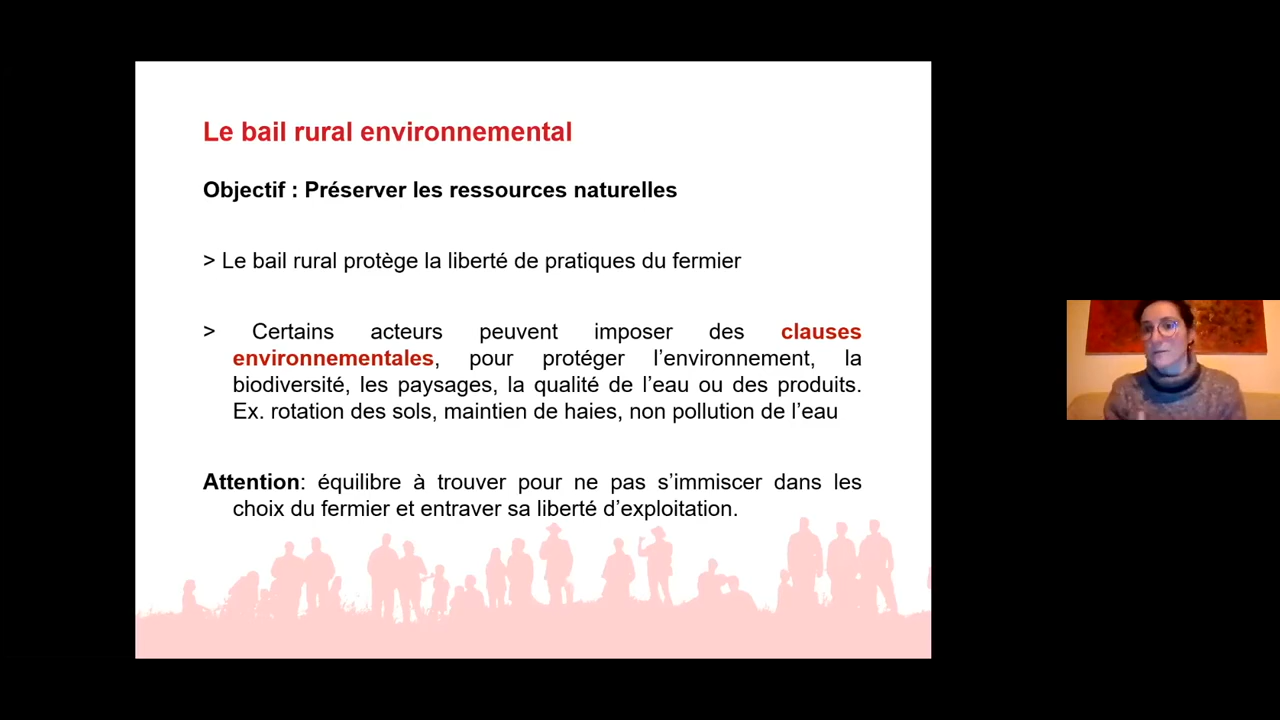 Le bail rural environnemental
Objectif : Préserver les ressources naturelles
> Le bail rural protège la liberté de pratiques du fermier
> Certains acteurs peuvent imposer des clauses
environnementales, pour protéger l’environnement, la
biodiversité, les paysages, la qualité de l’eau ou des produits.
Ex. rotation des sols, maintien de haies, non pollution de l’eau
Attention: équilibre à trouver pour ne pas s’immiscer dans les
choix du fermier et entraver sa liberté d’exploitation.